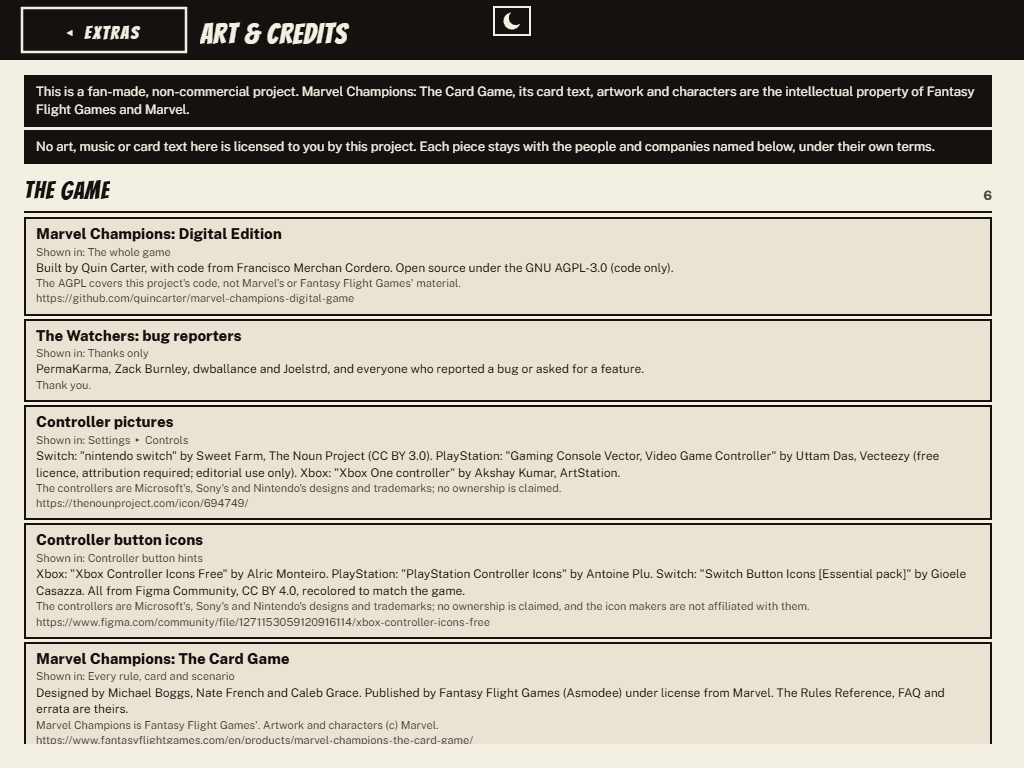 ◂ EXTRAS
ART & CREDITS
This is a fan-made, non-commercial project. Marvel Champions: The Card Game, its card text, artwork and characters are the intellectual property of Fantasy
Flight Games and Marvel.
No art, music or card text here is licensed to you by this project. Each piece stays with the people and companies named below, under their own terms.
THE GAME
6
Marvel Champions: Digital Edition
Shown in: The whole game
Built by Quin Carter, with code from Francisco Merchan Cordero. Open source under the GNU AGPL-3.0 (code only).
The AGPL covers this project's code, not Marvel's or Fantasy Flight Games' material.
https://github.com/quincarter/marvel-champions-digital-game
The Watchers: bug reporters
Shown in: Thanks only
PermaKarma, Zack Burnley, dwballance and Joelstrd, and everyone who reported a bug or asked for a feature.
Thank you.
Controller pictures
Shown in: Settings ‣ Controls
Switch: "nintendo switch" by Sweet Farm, The Noun Project (CC BY 3.0). PlayStation: "Gaming Console Vector, Video Game Controller" by Uttam Das, Vecteezy (free
licence, attribution required; editorial use only). Xbox: "Xbox One controller" by Akshay Kumar, ArtStation.
The controllers are Microsoft's, Sony's and Nintendo's designs and trademarks; no ownership is claimed.
https://thenounproject.com/icon/694749/
Controller button icons
Shown in: Controller button hints
Xbox: "Xbox Controller Icons Free" by Alric Monteiro. PlayStation: "PlayStation Controller Icons" by Antoine Plu. Switch: "Switch Button Icons [Essential pack]" by Gioele
Casazza. All from Figma Community, CC BY 4.0, recolored to match the game.
The controllers are Microsoft's, Sony's and Nintendo's designs and trademarks; no ownership is claimed, and the icon makers are not affiliated with them.
https://www.figma.com/community/file/1271153059120916114/xbox-controller-icons-free
Marvel Champions: The Card Game
Shown in: Every rule, card and scenario
Designed by Michael Boggs, Nate French and Caleb Grace. Published by Fantasy Flight Games (Asmodee) under license from Marvel. The Rules Reference, FAQ and
errata are theirs.
Marvel Champions is Fantasy Flight Games'. Artwork and characters (c) Marvel.
https://www.fantasyflightgames.com/en/products/marvel-champions-the-card-game/